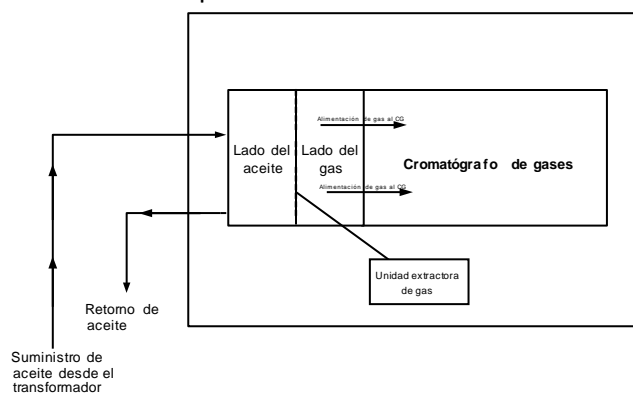 Alimentación de gas al CG
Lado del
aceite
Lado del
gas
Cromatógrafo de gases
Alimentación de gas al CG
Unidad extractora
de gas
Retorno de
aceite
Suministro de
aceite desde el
transformador